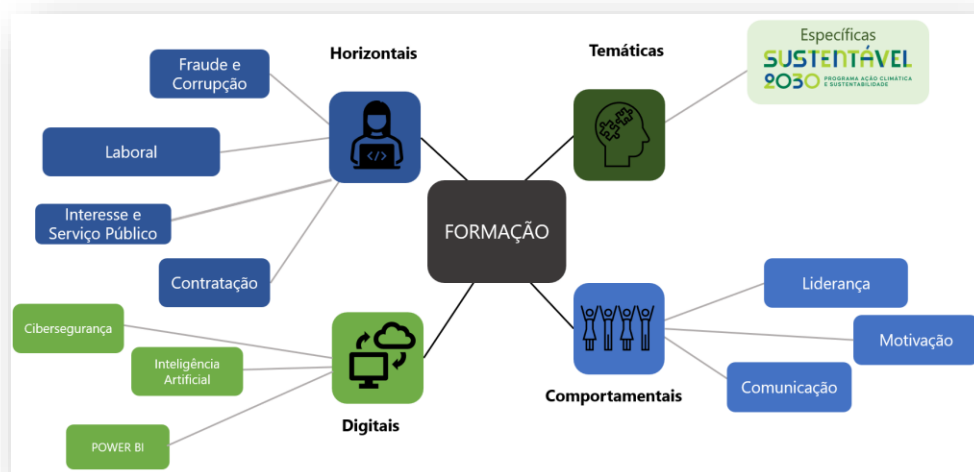 Horizontais
Fraude e
Corrupção
Laboral
Interesse e
Serviço Público
Contratação
Temáticas
Específicas
SUSTENTÁVEL
2030 PROGRAMA AÇÃO CLIMÁTICA
E SUSTENTABILIDADE
FORMAÇÃO
</>
Cibersegurança
Inteligência
Artificial
POWER BI
Digitais
Comportamentais
Liderança
Motivação
Comunicação